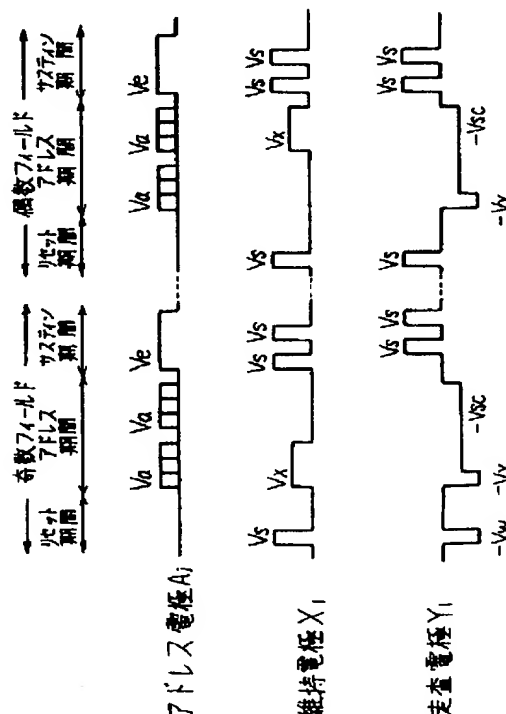 奇数フィールド
偶数フィールド
リセット
期間
アドレス
期間
サスティン
期間
リセット
期間
アドレス
期間
サスティン
期間
アドレス電極Aj
Va
Va
Ve
Va
Va
Ve
維持電極X1
Vs
Vx
Vs
Vs
Vs
Vx
Vs
Vs
走査電極Y1
-Vw
-Vy
-Vsc
Vs
Vs
Vs
-Vy
-Vsc
Vs
Vs